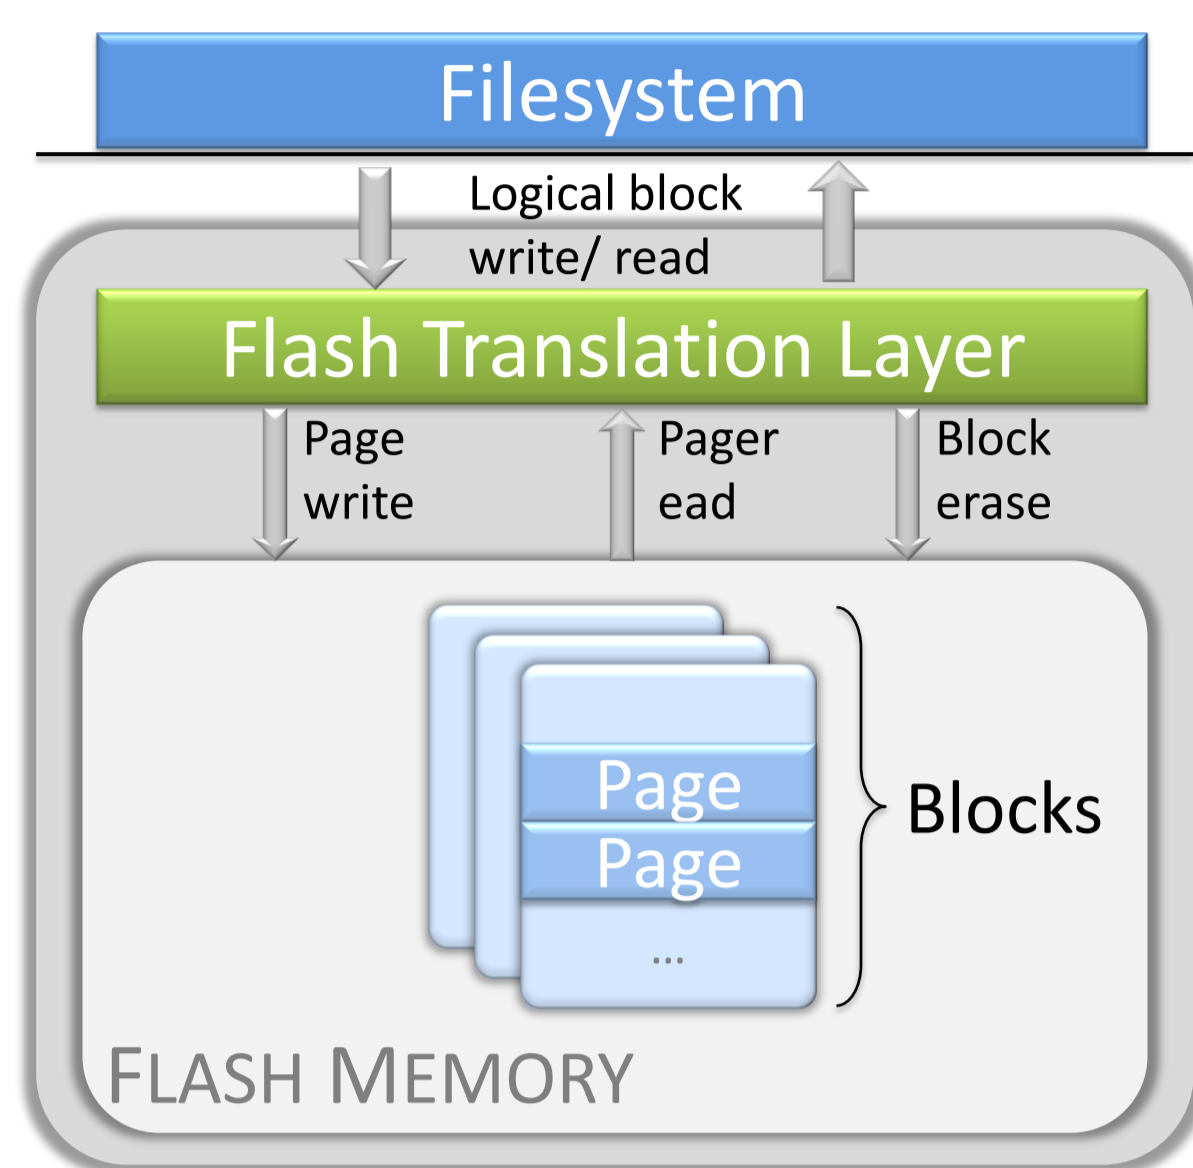 Filesystem
Logical block
write/ read
Flash Translation Layer
Page
write
Pager
ead
Block
erase
Page
Page
...
Blocks
FLASH MEMORY